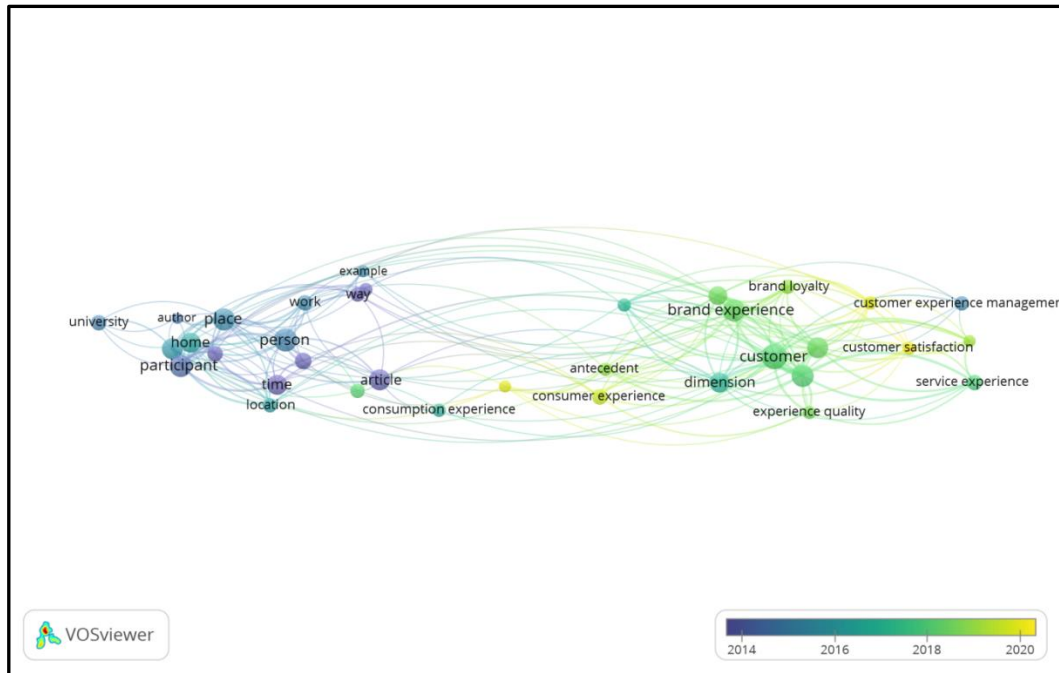 example
brand loyalty
way
work
customer experience management
brand experience
university
author
place
person
home
customer
customer satisfaction
participant
antecedent
time
article
dimension
service experience
consumer experience
location
consumption experience
experience quality
VOSviewer
2014 2016 2018 2020